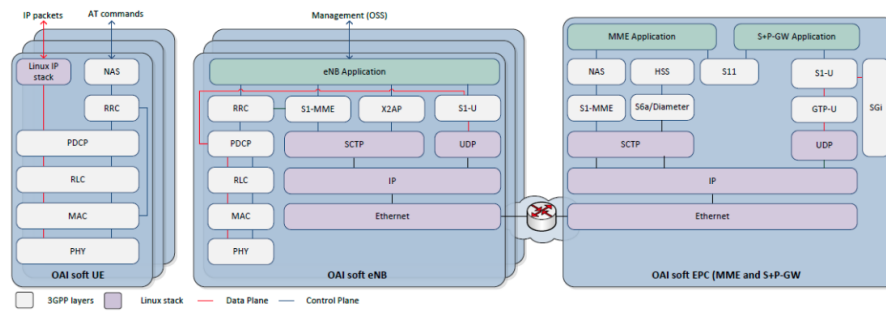 IP packets
AT commands
Management (OSS)
Linux IP
stack
NAS
RRC
PDCP
RLC
MAC
PHY
OAI soft UE
eNB Application
RRC
S1-MME
X2AP
S1-U
PDCP
SCTP
UDP
RLC
IP
MAC
Ethernet
PHY
OAI soft eNB
MME Application
S+P-GW Application
NAS
HSS
S11
S1-U
S1-MME
S6a/Diameter
GTP-U
SGi
SCTP
UDP
IP
Ethernet
OAI soft EPC (MME and S+P-GW
3GPP layers
Linux stack
Data Plane
Control Plane